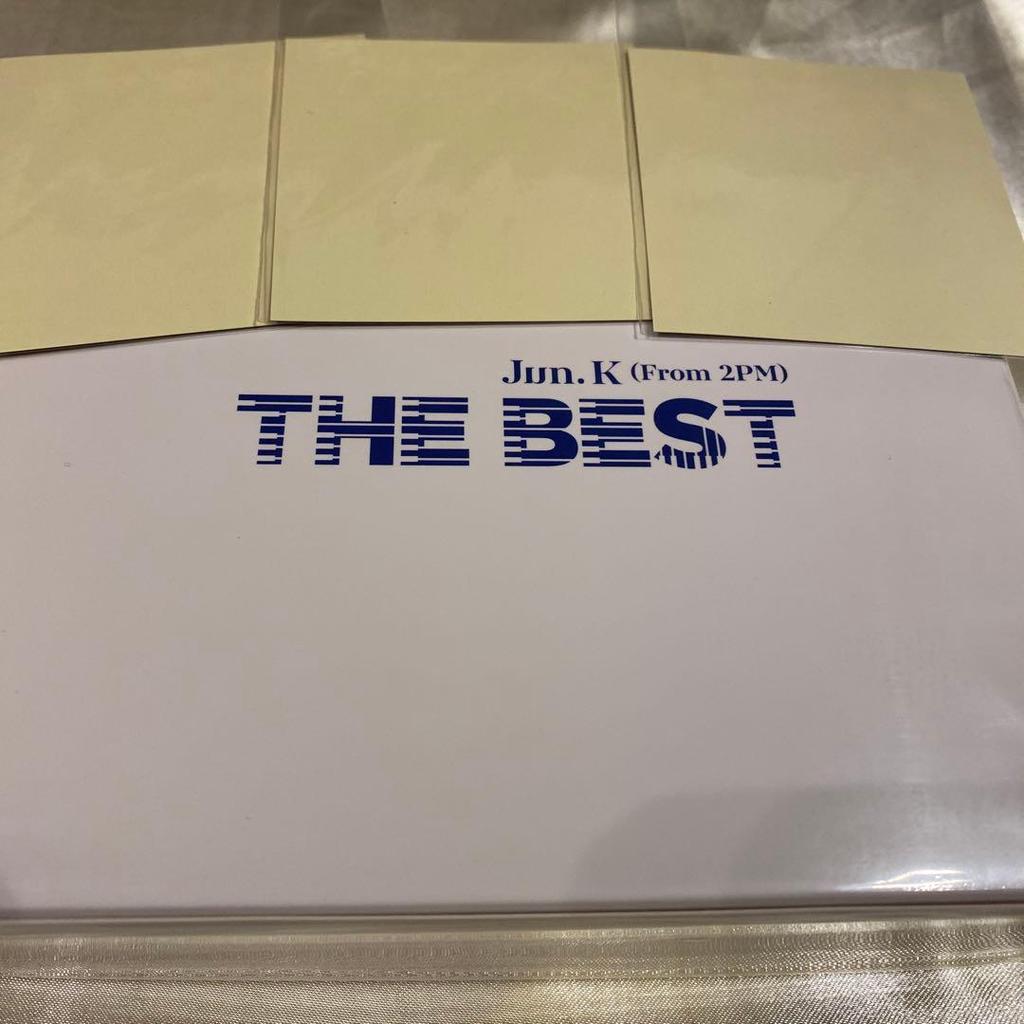 Jun. K (From 2PM)
THE BEST